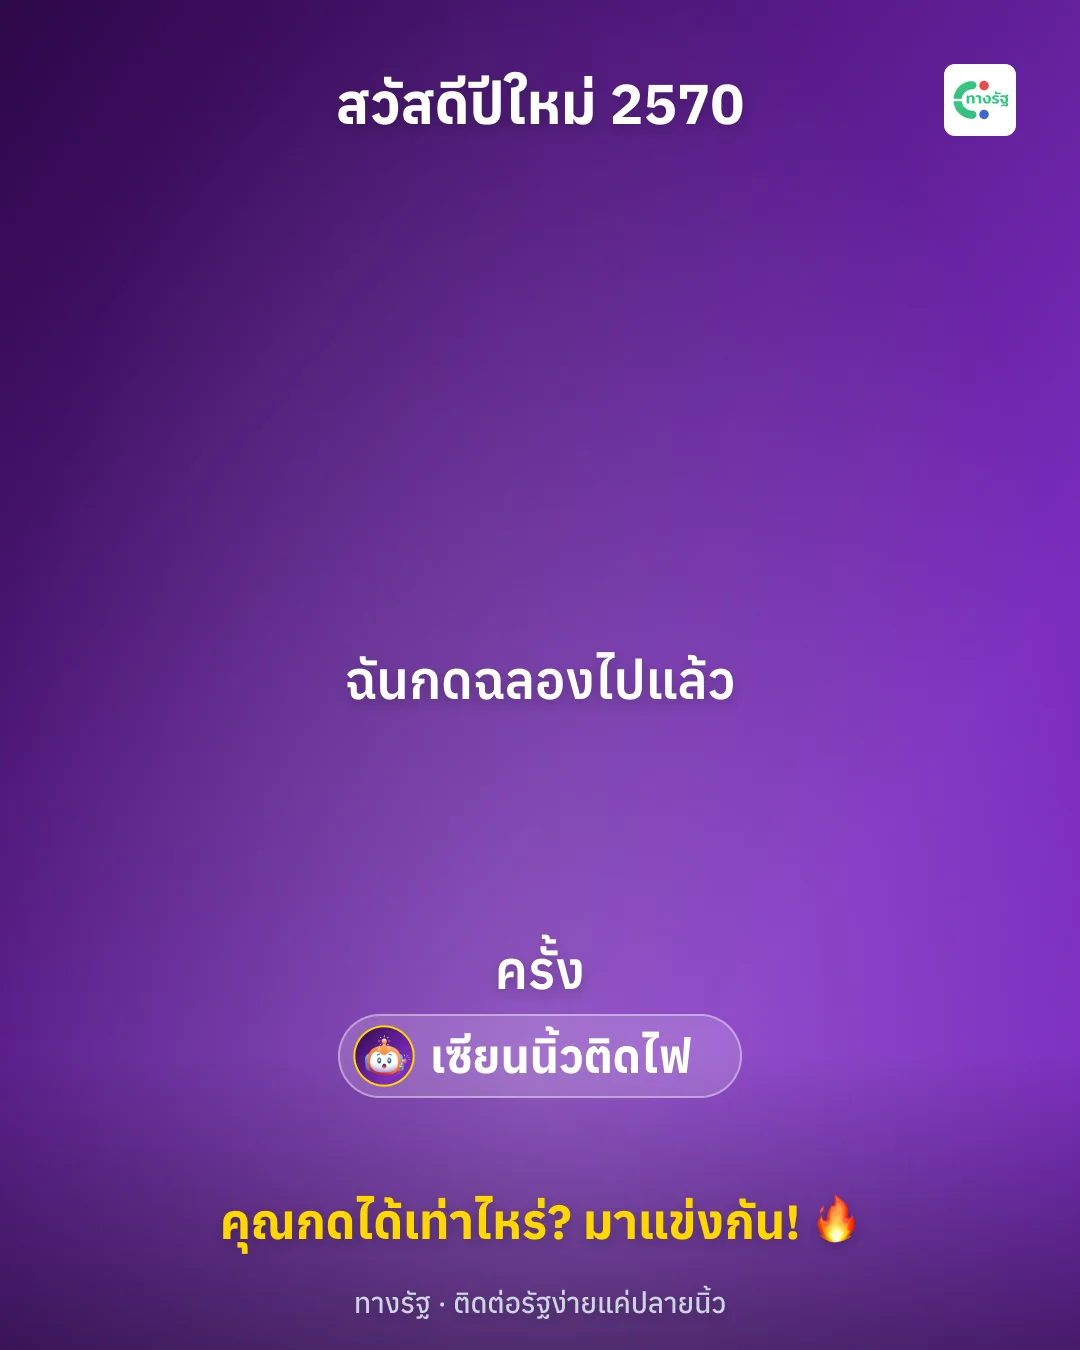 สวัสดีปีใหม่ 2570
ทางรัฐ
ฉันกดฉลองไปแล้ว
ครั้ง
เซียนนิ้วติดไฟ
คุณกดได้เท่าไหร่? มาแข่งกัน! 🔥
ทางรัฐ · ติดต่อรัฐง่ายแค่ปลายนิ้ว